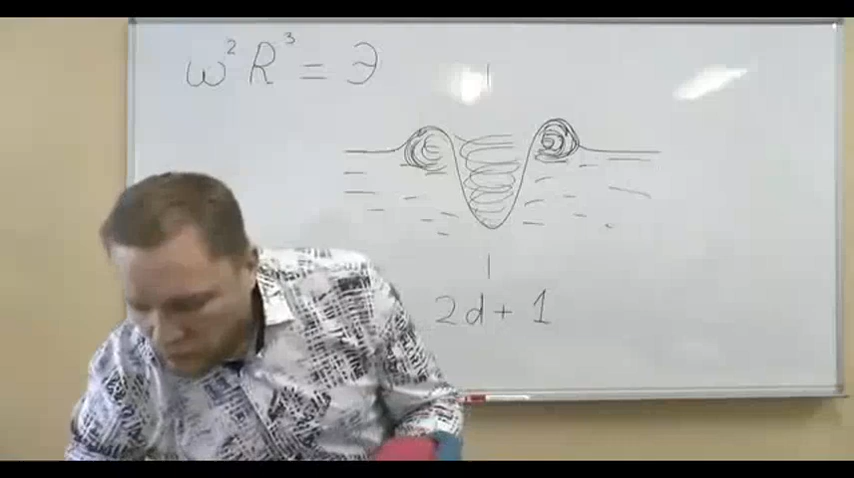 ω²R³ = Э
2d + 1